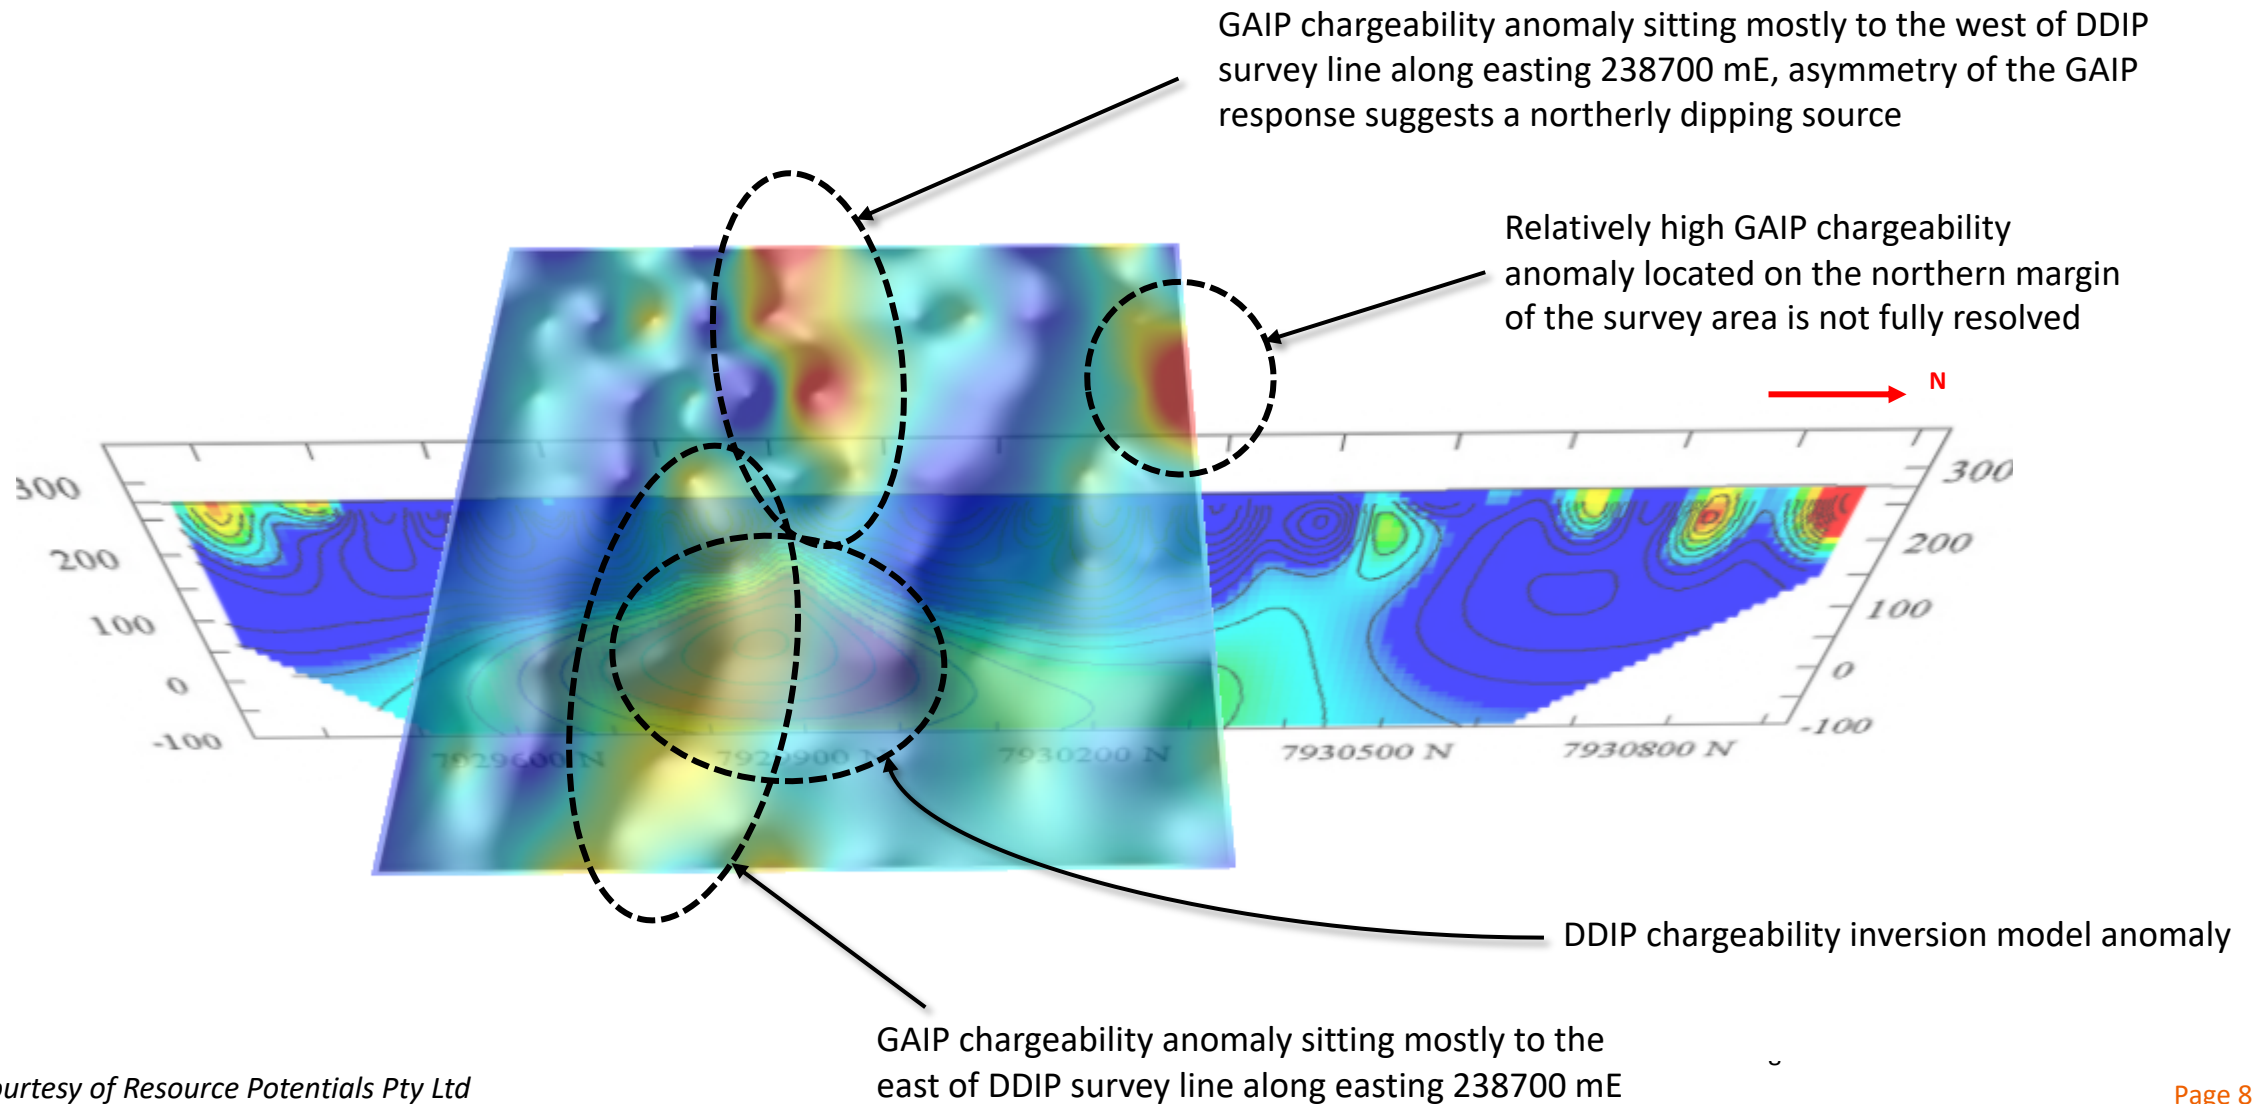 GAIP chargeability anomaly sitting mostly to the west of DDIP
survey line along easting 238700 mE, asymmetry of the GAIP
response suggests a northerly dipping source
Relatively high GAIP chargeability
anomaly located on the northern margin
of the survey area is not fully resolved
N
300
200
100
0
-100
300
200
100
0
-100
7929600 N
7929900 N
7930200 N
7930500 N
7930800 N
DDIP chargeability inversion model anomaly
GAIP chargeability anomaly sitting mostly to the
east of DDIP survey line along easting 238700 mE
ourtesy of Resource Potentials Pty Ltd
Page 8